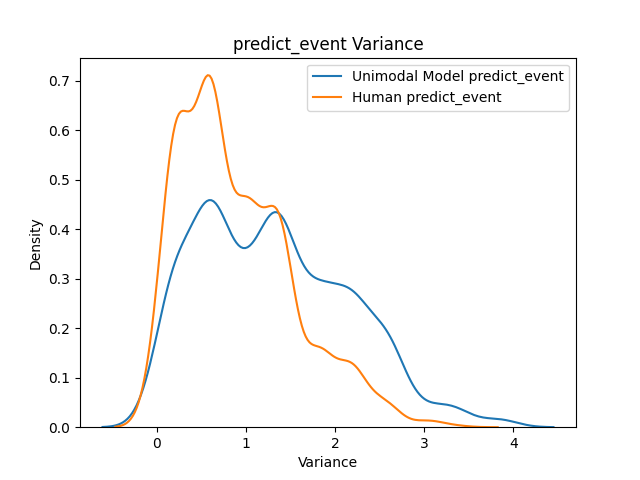 predict_event Variance
Unimodal Model predict_event
Human predict_event
Density
0.7
0.6
0.5
0.4
0.3
0.2
0.1
0.0
0 1 2 3 4
Variance